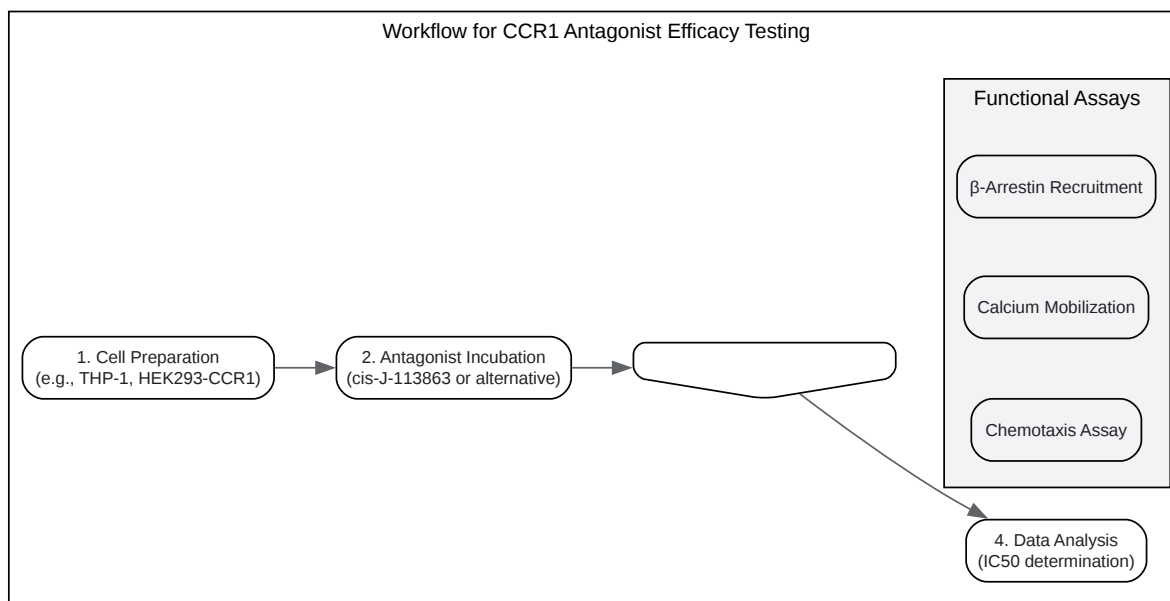 Workflow for CCR1 Antagonist Efficacy Testing
Functional Assays
β-Arrestin Recruitment
Calcium Mobilization
1. Cell Preparation
(e.g., THP-1, HEK293-CCR1)
2. Antagonist Incubation
(cis-J-113863 or alternative)
Chemotaxis Assay
4. Data Analysis
(IC50 determination)